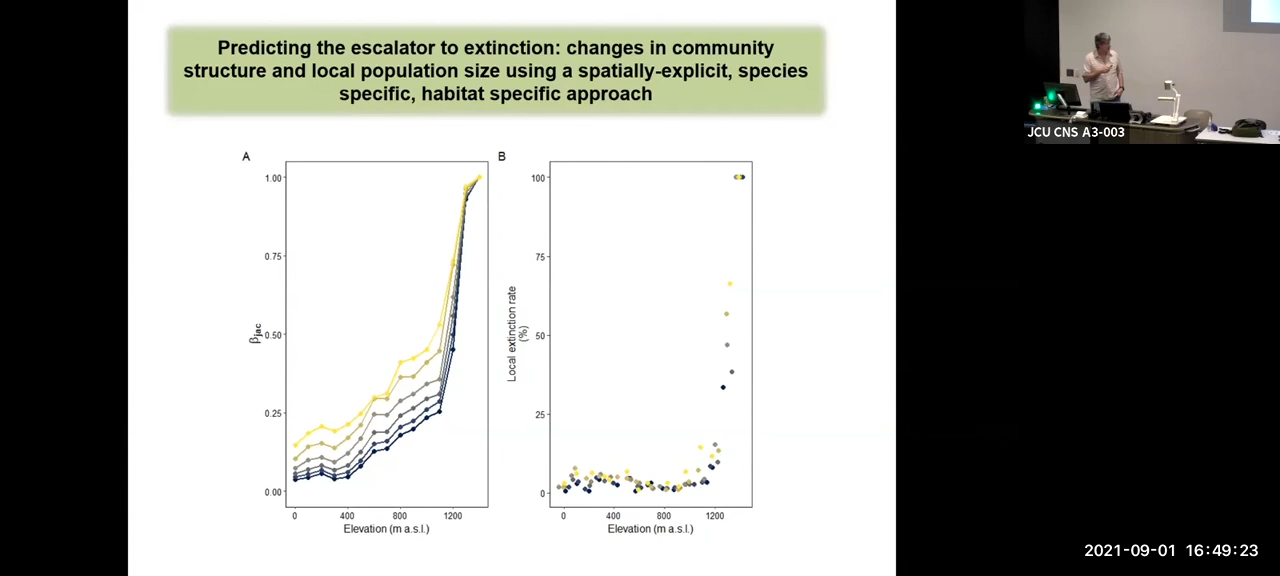 Predicting the escalator to extinction: changes in community
structure and local population size using a spatially-explicit, species
specific, habitat specific approach
JCU CNS A3-003
A
B
1.00
0.75
0.50
0.25
0.00
βjac
0
400
800
1200
Elevation (m a.s.l.)
100
75
50
25
0
Local extinction rate
(%)
0
400
800
1200
Elevation (m a.s.l.)
2021-09-01 16:49:23